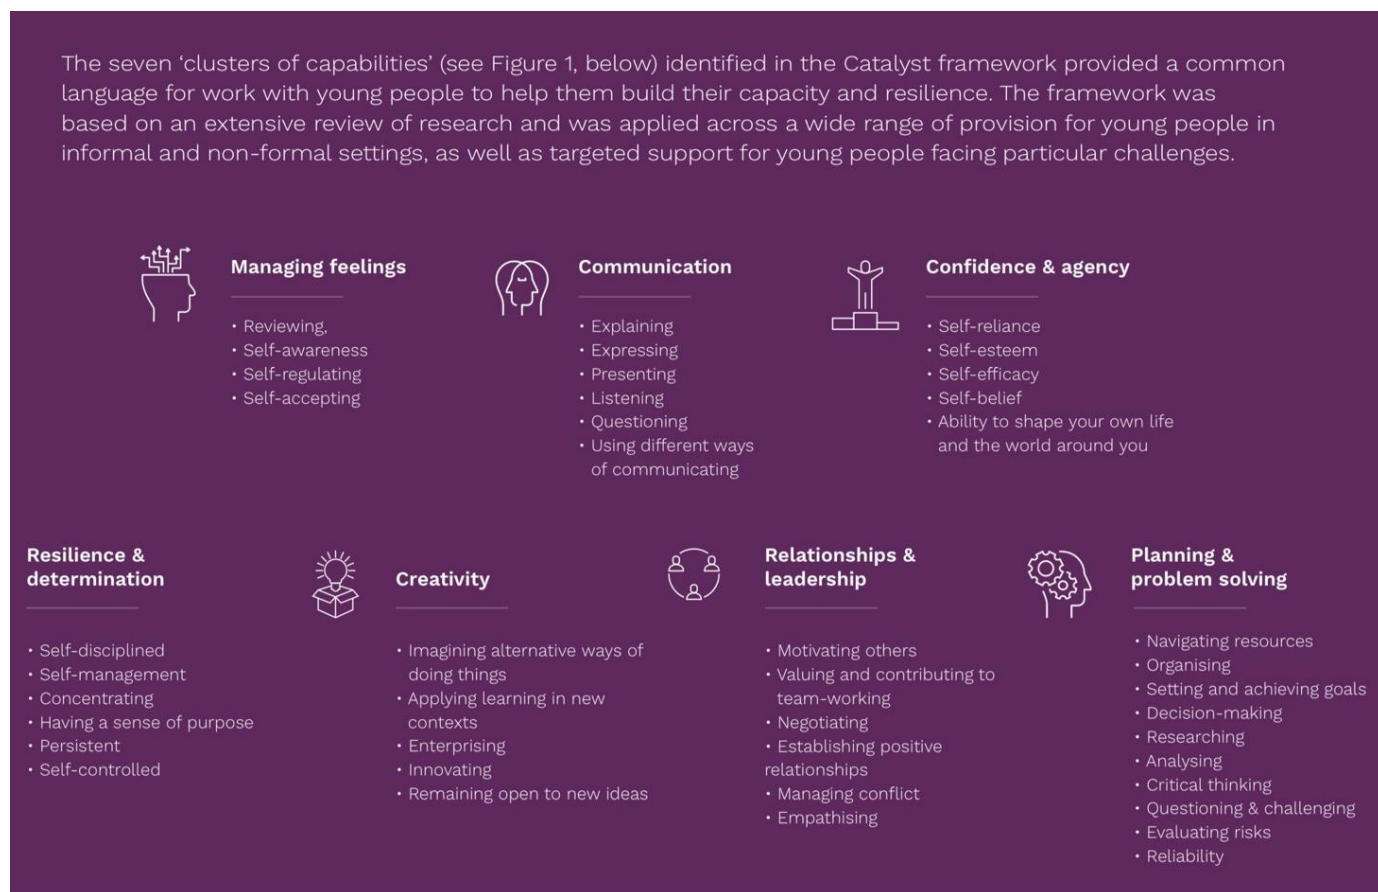 The seven ‘clusters of capabilities’ (see Figure 1, below) identified in the Catalyst framework provided a common
language for work with young people to help them build their capacity and resilience. The framework was
based on an extensive review of research and was applied across a wide range of provision for young people in
informal and non-formal settings, as well as targeted support for young people facing particular challenges.
Managing feelings
• Reviewing,
• Self-awareness
• Self-regulating
• Self-accepting
Communication
• Explaining
• Expressing
• Presenting
• Listening
• Questioning
• Using different ways
of communicating
Confidence & agency
• Self-reliance
• Self-esteem
• Self-efficacy
• Self-belief
• Ability to shape your own life
and the world around you
Resilience &
determination
• Self-disciplined
• Self-management
• Concentrating
• Having a sense of purpose
• Persistent
• Self-controlled
Creativity
• Imagining alternative ways of
doing things
• Applying learning in new
contexts
• Enterprising
• Innovating
• Remaining open to new ideas
Relationships &
leadership
• Motivating others
• Valuing and contributing to
team-working
• Negotiating
• Establishing positive
relationships
• Managing conflict
• Empathising
Planning &
problem solving
• Navigating resources
• Organising
• Setting and achieving goals
• Decision-making
• Researching
• Analysing
• Critical thinking
• Questioning & challenging
• Evaluating risks
• Reliability